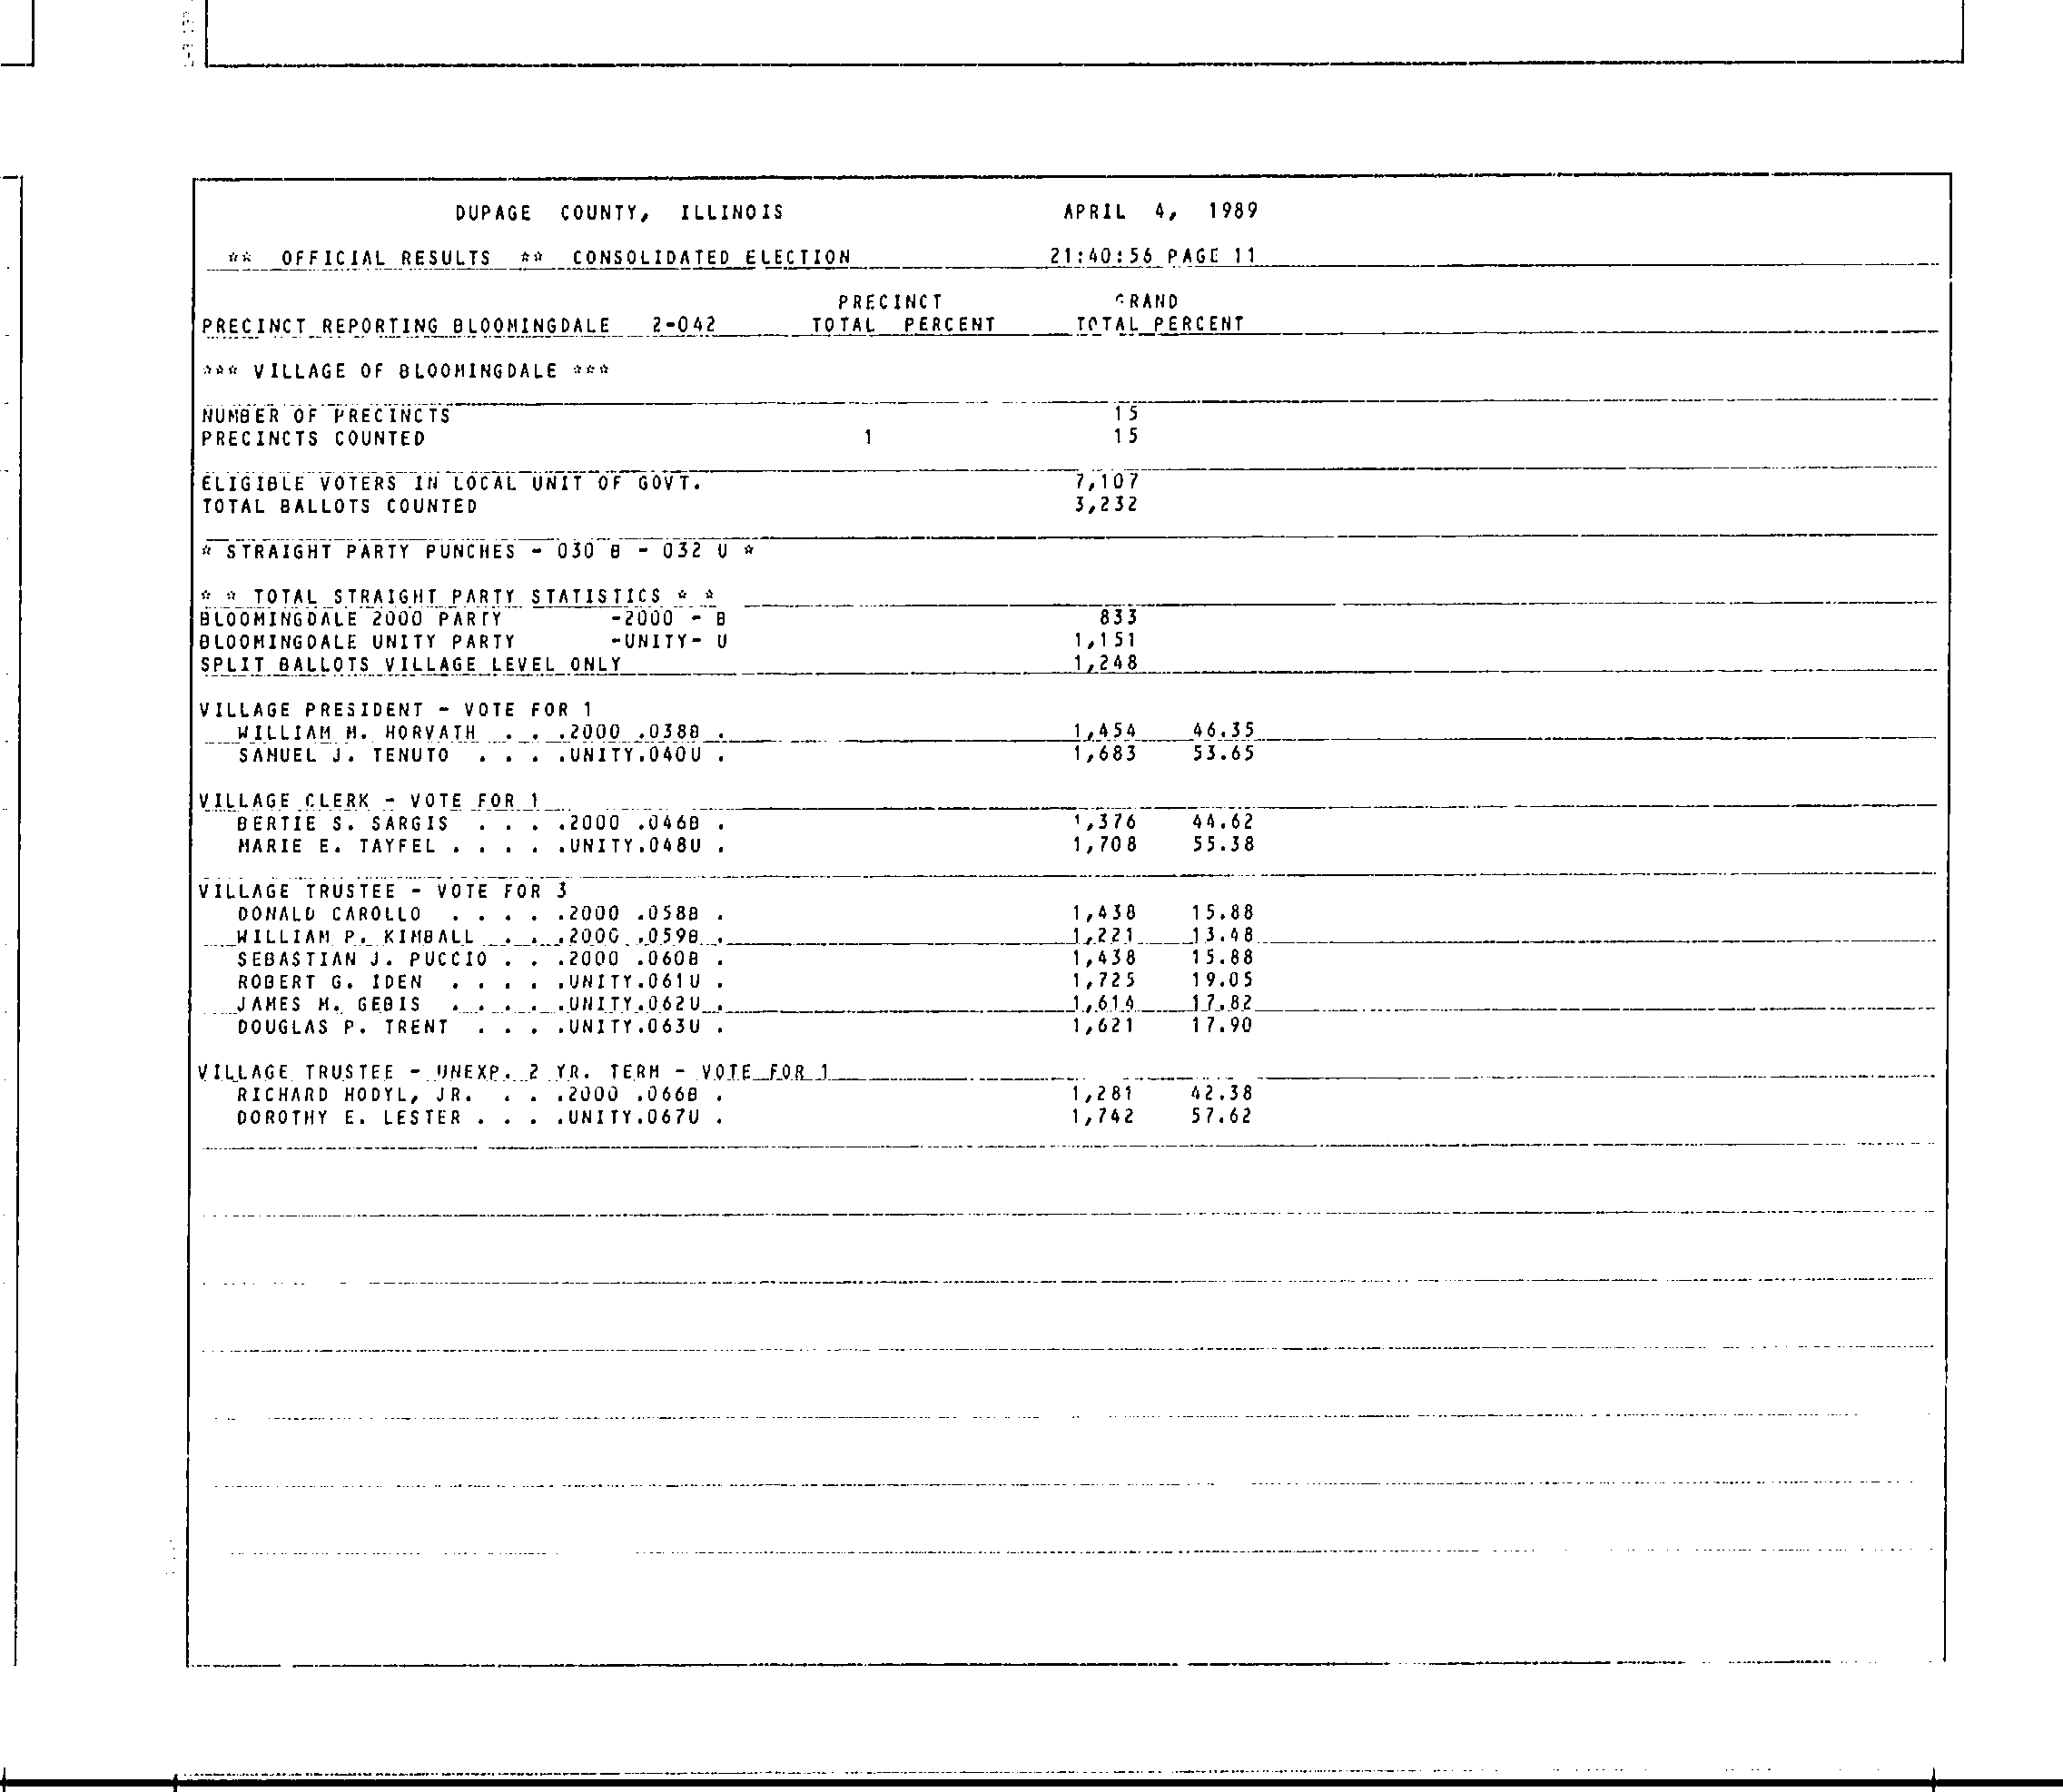 DUPAGE COUNTY, ILLINOIS APRIL 4, 1989
** OFFICIAL RESULTS ** CONSOLIDATED ELECTION 21:40:56 PAGE 11
PRECINCT GRAND
PRECINCT REPORTING BLOOMINGDALE 2-042 TOTAL PERCENT TOTAL PERCENT
*** VILLAGE OF BLOOMINGDALE ***
NUMBER OF PRECINCTS 15
PRECINCTS COUNTED 1 15
ELIGIBLE VOTERS IN LOCAL UNIT OF GOVT. 7,107
TOTAL BALLOTS COUNTED 3,232
* STRAIGHT PARTY PUNCHES - 030 B - 032 U *
* * TOTAL STRAIGHT PARTY STATISTICS * *
BLOOMINGDALE 2000 PARTY -2000 - B 833
BLOOMINGDALE UNITY PARTY -UNITY- U 1,151
SPLIT BALLOTS VILLAGE LEVEL ONLY 1,248
VILLAGE PRESIDENT - VOTE FOR 1
WILLIAM M. HORVATH . . .2000 .038B . 1,454 46.35
SAMUEL J. TENUTO . . . .UNITY.040U . 1,683 53.65
VILLAGE CLERK - VOTE FOR 1
BERTIE S. SARGIS . . . .2000 .046B . 1,376 44.62
MARIE E. TAYFEL . . . . .UNITY.048U . 1,708 55.38
VILLAGE TRUSTEE - VOTE FOR 3
DONALD CAROLLO . . . . .2000 .058B . 1,438 15.88
WILLIAM P. KIMBALL . . .2000 .059B . 1,221 13.48
SEBASTIAN J. PUCCIO . . .2000 .060B . 1,438 15.88
ROBERT G. IDEN . . . . .UNITY.061U . 1,725 19.05
JAMES M. GEBIS . . . . .UNITY.062U . 1,614 17.82
DOUGLAS P. TRENT . . . .UNITY.063U . 1,621 17.90
VILLAGE TRUSTEE - UNEXP. 2 YR. TERM - VOTE FOR 1
RICHARD HODYL, JR. . . .2000 .066B . 1,281 42.38
DOROTHY E. LESTER . . . .UNITY.067U . 1,742 57.62